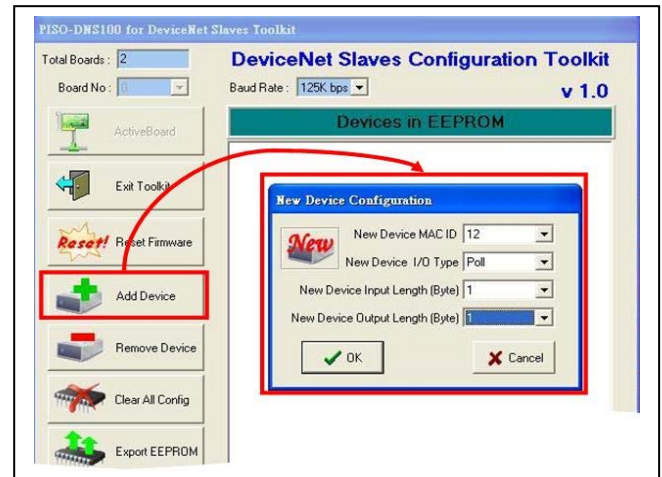 PISO-DNS100 for DeviceNet Slaves Toolkit
Total Boards : 2
DeviceNet Slaves Configuration Toolkit
Board No : 0
Baud Rate : 125K bps
v 1.0
ActiveBoard
Devices in EEPROM
Exit Toolkit
New Device Configuration
Reset!
Reset Firmware
New
New Device MAC ID 12
New Device I/O Type Poll
Add Device
New Device Input Length (Byte) 1
New Device Output Length (Byte) 1
Remove Device
OK
Cancel
Clear All Config
Export EEPROM